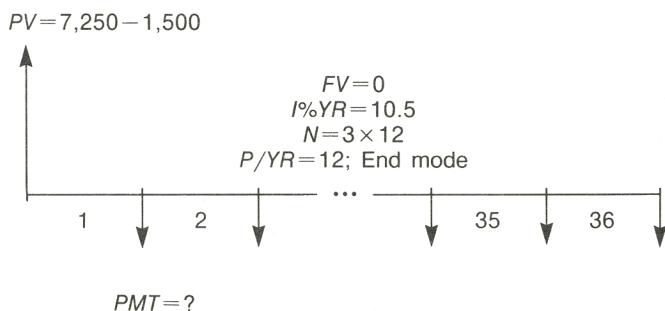 PV=7,250−1,500
FV=0
I%YR=10.5
N=3×12
P/YR=12; End mode
...
1 2 35 36
PMT=?